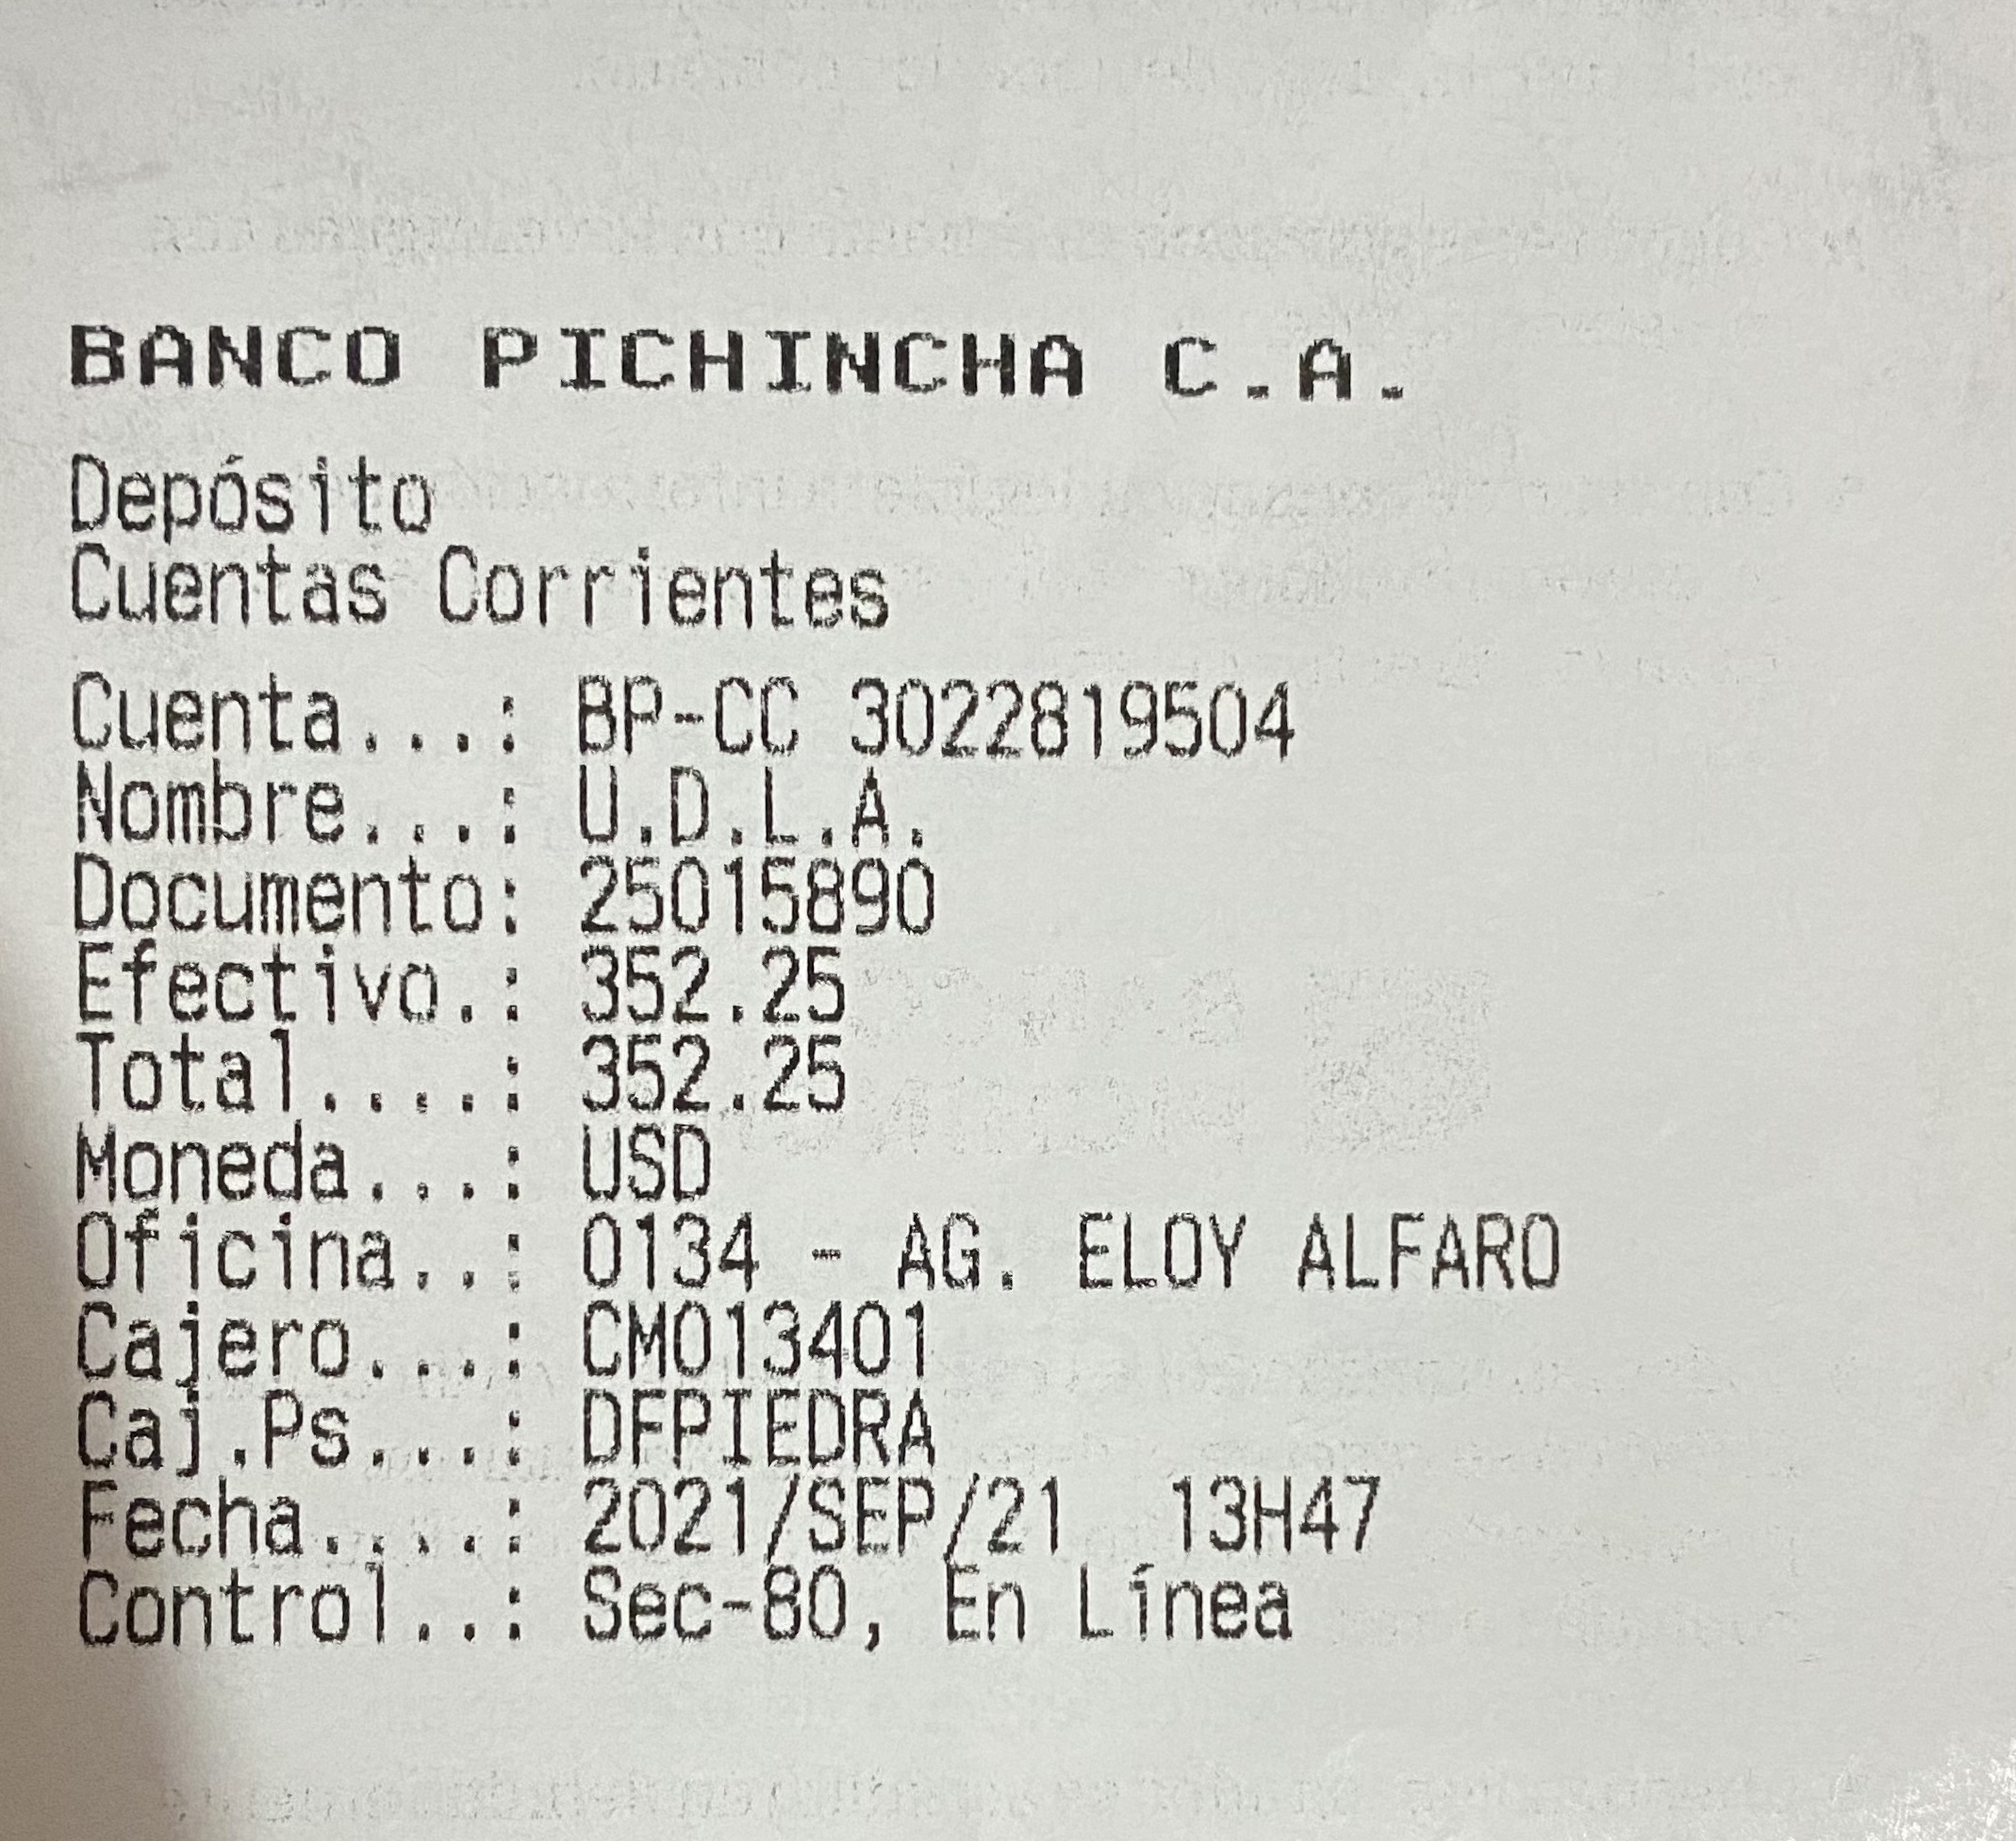 BANCO PICHINCHA C.A.
Depósito
Cuentas Corrientes
Cuenta...: BP-CC 3022819504
Nombre...: U.D.L.A.
Documento: 25015890
Efectivo.: 352.25
Total....: 352.25
Moneda...: USD
Oficina..: 0134 - AG. ELOY ALFARO
Cajero...: CM013401
Caj.Ps...: DFPIEDRA
Fecha....: 2021/SEP/21  13H47
Control..: Sec-80, En Línea